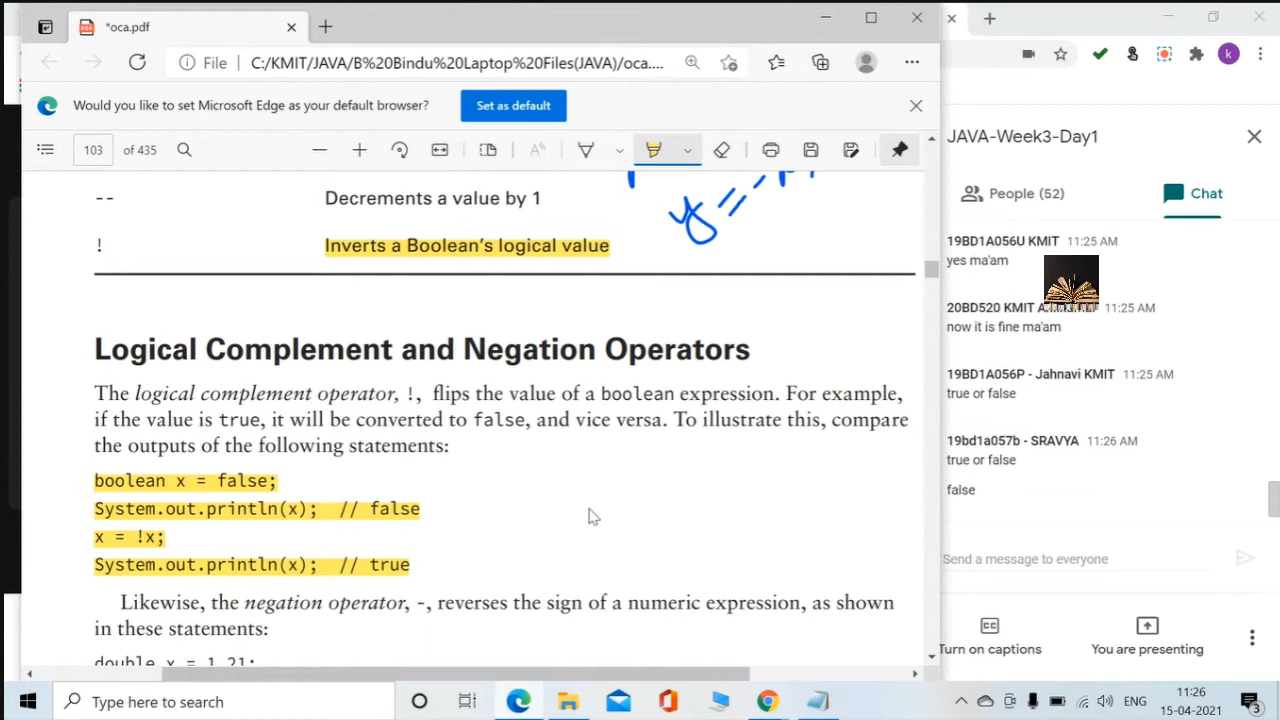 *oca.pdf
File
C:/KMIT/JAVA/B%20Bindu%20Laptop%20Files(JAVA)/oca....
k
Would you like to set Microsoft Edge as your default browser?
Set as default
103 of 435
-- Decrements a value by 1
y = --
! Inverts a Boolean's logical value
Logical Complement and Negation Operators
The logical complement operator, !, flips the value of a boolean expression. For example,
if the value is true, it will be converted to false, and vice versa. To illustrate this, compare
the outputs of the following statements:
boolean x = false;
System.out.println(x); // false
x = !x;
System.out.println(x); // true
Likewise, the negation operator, -, reverses the sign of a numeric expression, as shown
in these statements:
double x = 1.21;
JAVA-Week3-Day1
People (52)
Chat
19BD1A056U KMIT 11:25 AM
yes ma'am
20BD520 KMIT 11:25 AM
now it is fine ma'am
19BD1A056P - Jahnavi KMIT 11:25 AM
true or false
19bd1a057b - SRAVYA 11:26 AM
true or false
false
Send a message to everyone
Turn on captions
You are presenting
Type here to search
ENG
11:26
15-04-2021
3